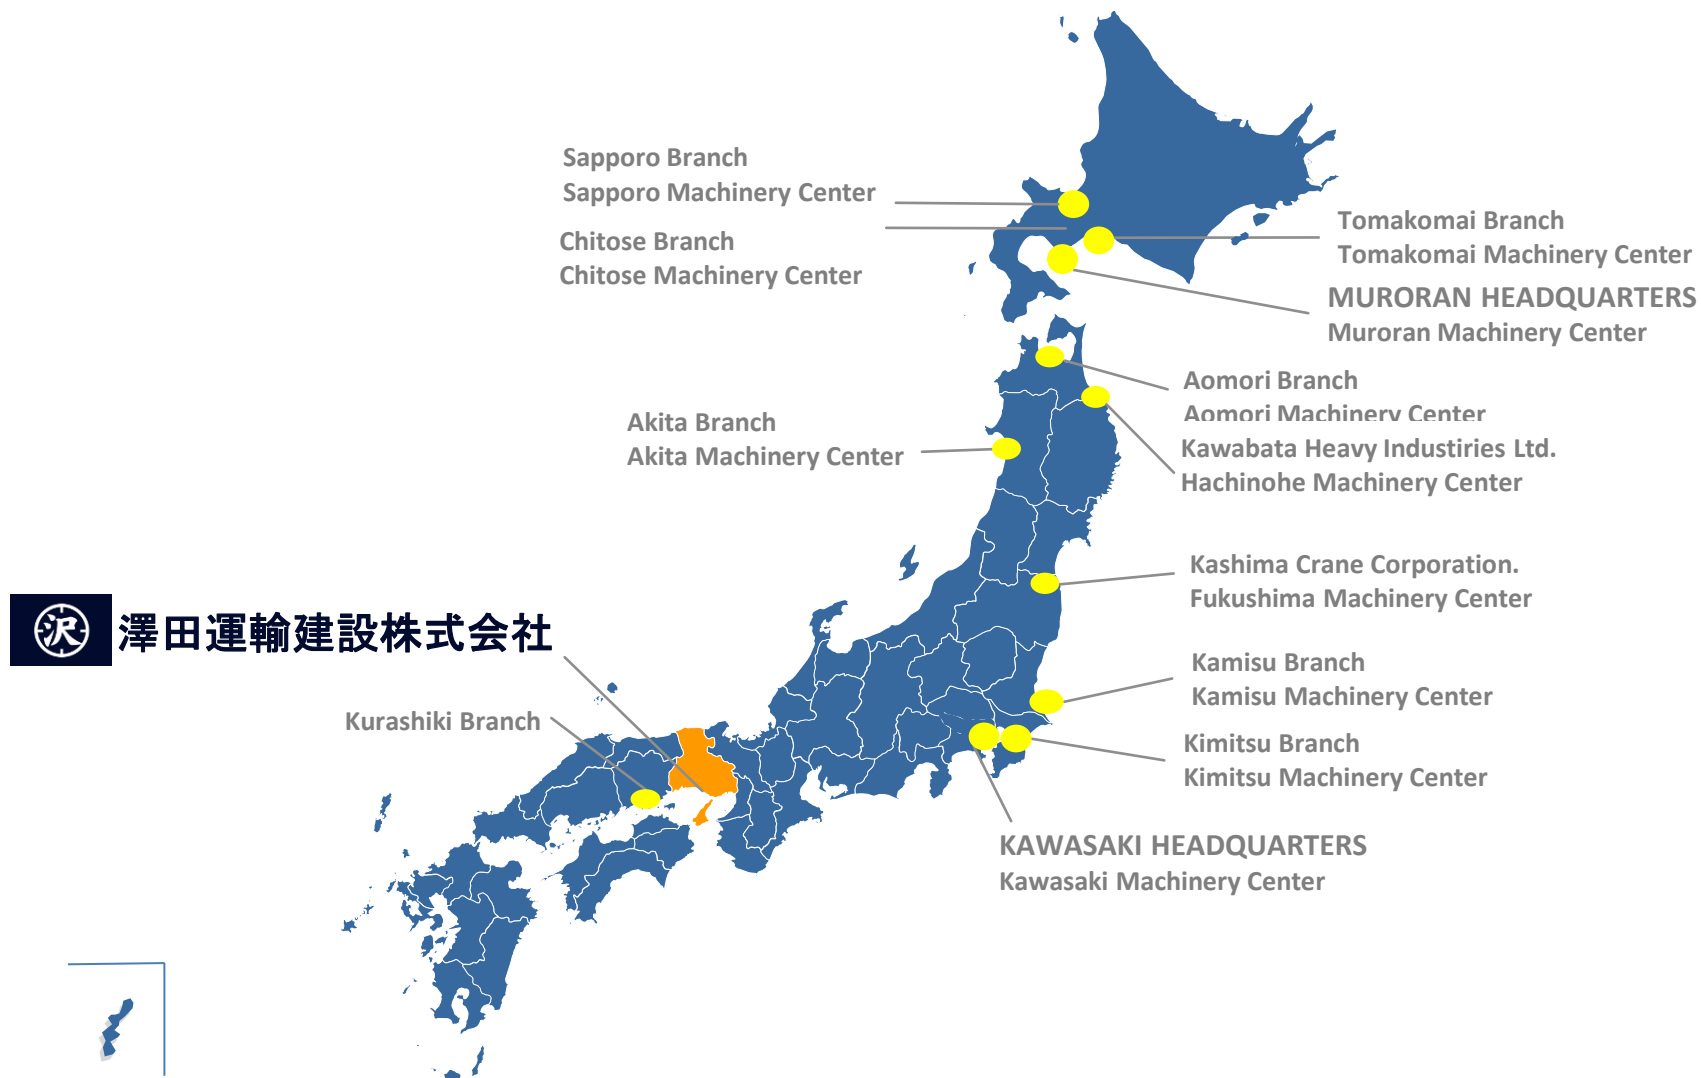 Sapporo Branch
Sapporo Machinery Center
Chitose Branch
Chitose Machinery Center
Tomakomai Branch
Tomakomai Machinery Center
MURORAN HEADQUARTERS
Muroran Machinery Center
Aomori Branch
Aomori Machinery Center
Akita Branch
Akita Machinery Center
Kawabata Heavy Industiries Ltd.
Hachinohe Machinery Center
Kashima Crane Corporation.
Fukushima Machinery Center
沢 澤田運輸建設株式会社
Kamisu Branch
Kamisu Machinery Center
Kurashiki Branch
Kimitsu Branch
Kimitsu Machinery Center
KAWASAKI HEADQUARTERS
Kawasaki Machinery Center